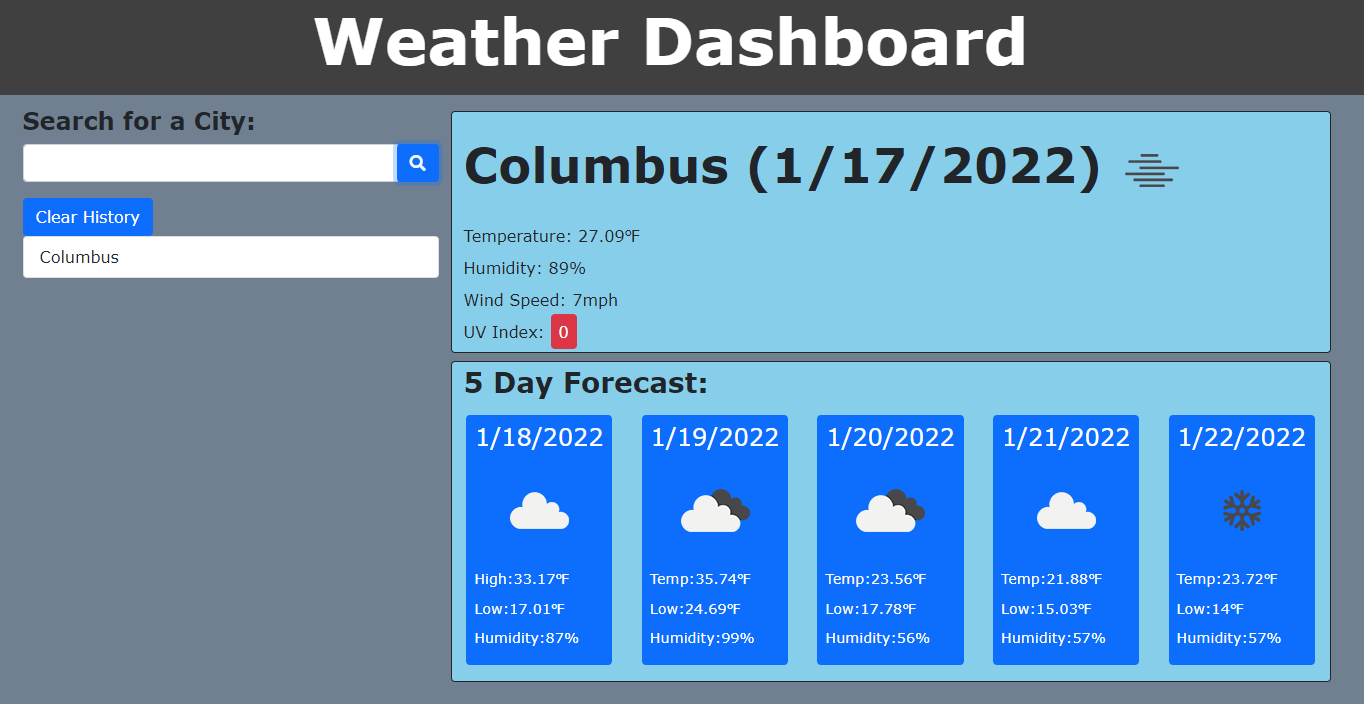 Weather Dashboard
Search for a City:
Clear History
Columbus
Columbus (1/17/2022)
Temperature: 27.09°F
Humidity: 89%
Wind Speed: 7mph
UV Index: 0
5 Day Forecast:
1/18/2022
High:33.17°F
Low:17.01°F
Humidity:87%
1/19/2022
Temp:35.74°F
Low:24.69°F
Humidity:99%
1/20/2022
Temp:23.56°F
Low:17.78°F
Humidity:56%
1/21/2022
Temp:21.88°F
Low:15.03°F
Humidity:57%
1/22/2022
Temp:23.72°F
Low:14°F
Humidity:57%